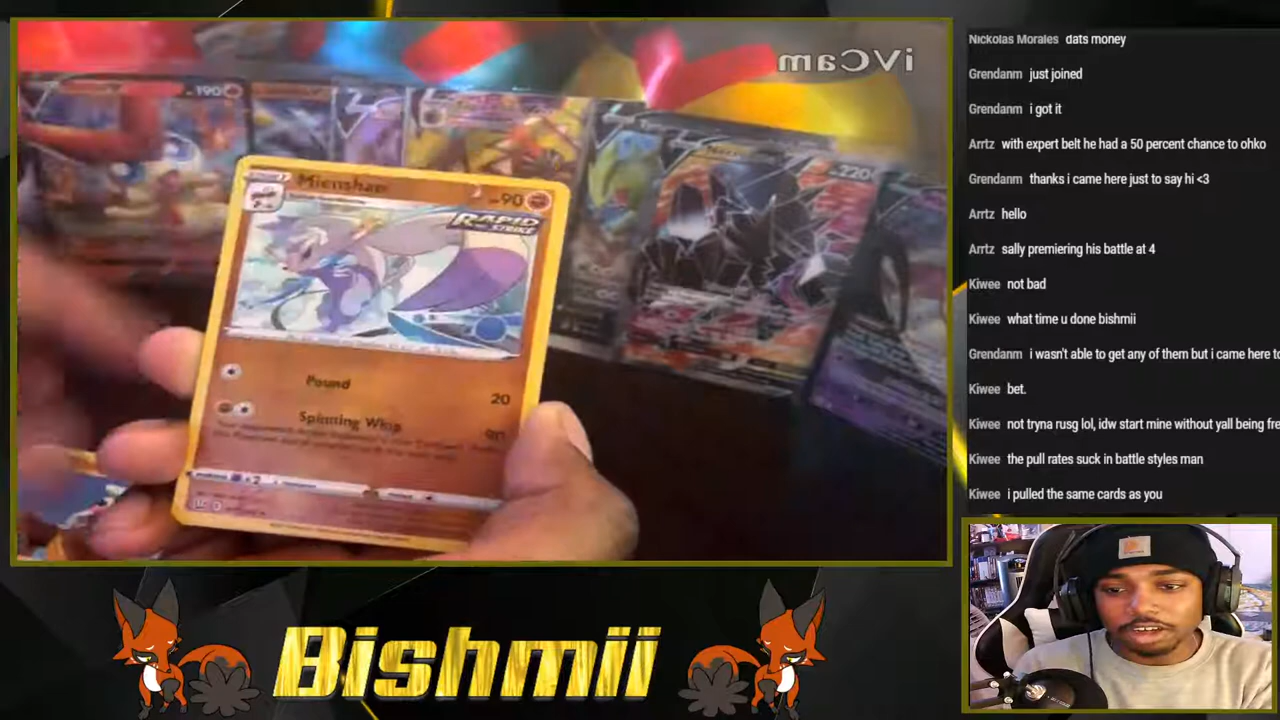 iVCam
190
Mienshao
90
RAPID
STRIKE
220
Pound
20
Spinning Whip
Bishmii
Nickolas Morales dats money
Grendanm just joined
Grendanm i got it
Arrtz with expert belt he had a 50 percent chance to ohko
Grendanm thanks i came here just to say hi <3
Arrtz hello
Arrtz sally premiering his battle at 4
Kiwee not bad
Kiwee what time u done bishmii
Grendanm i wasn't able to get any of them but i came here to
Kiwee bet.
Kiwee not tryna rusg lol, idw start mine without yall being fre
Kiwee the pull rates suck in battle styles man
Kiwee i pulled the same cards as you